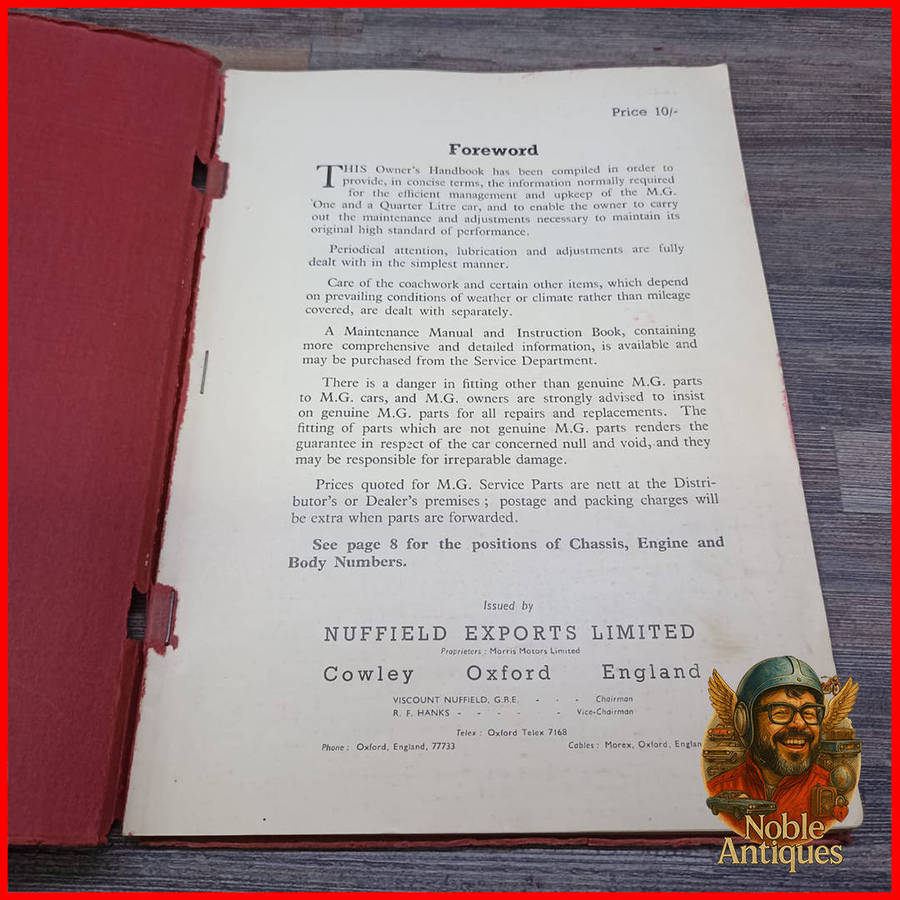 Price 10/-
Foreword
THIS Owner's Handbook has been compiled in order to
provide, in concise terms, the information normally required
for the efficient management and upkeep of the M.G.
One and a Quarter Litre car, and to enable the owner to carry
out the maintenance and adjustments necessary to maintain its
original high standard of performance.
Periodical attention, lubrication and adjustments are fully
dealt with in the simplest manner.
Care of the coachwork and certain other items, which depend
on prevailing conditions of weather or climate rather than mileage
covered, are dealt with separately.
A Maintenance Manual and Instruction Book, containing
more comprehensive and detailed information, is available and
may be purchased from the Service Department.
There is a danger in fitting other than genuine M.G. parts
to M.G. cars, and M.G. owners are strongly advised to insist
on genuine M.G. parts for all repairs and replacements. The
fitting of parts which are not genuine M.G. parts renders the
guarantee in respect of the car concerned null and void, and they
may be responsible for irreparable damage.
Prices quoted for M.G. Service Parts are nett at the Distri-
butor's or Dealer's premises ; postage and packing charges will
be extra when parts are forwarded.
See page 8 for the positions of Chassis, Engine and
Body Numbers.
Issued by
NUFFIELD EXPORTS LIMITED
Proprietors : Morris Motors Limited
Cowley Oxford England
VISCOUNT NUFFIELD, G.B.E. - - - Chairman
R. F. HANKS - - - - - Vice-Chairman
Telex : Oxford Telex 7168
Phone : Oxford, England, 77733 Cables : Morex, Oxford, Englan
Noble
Antiques